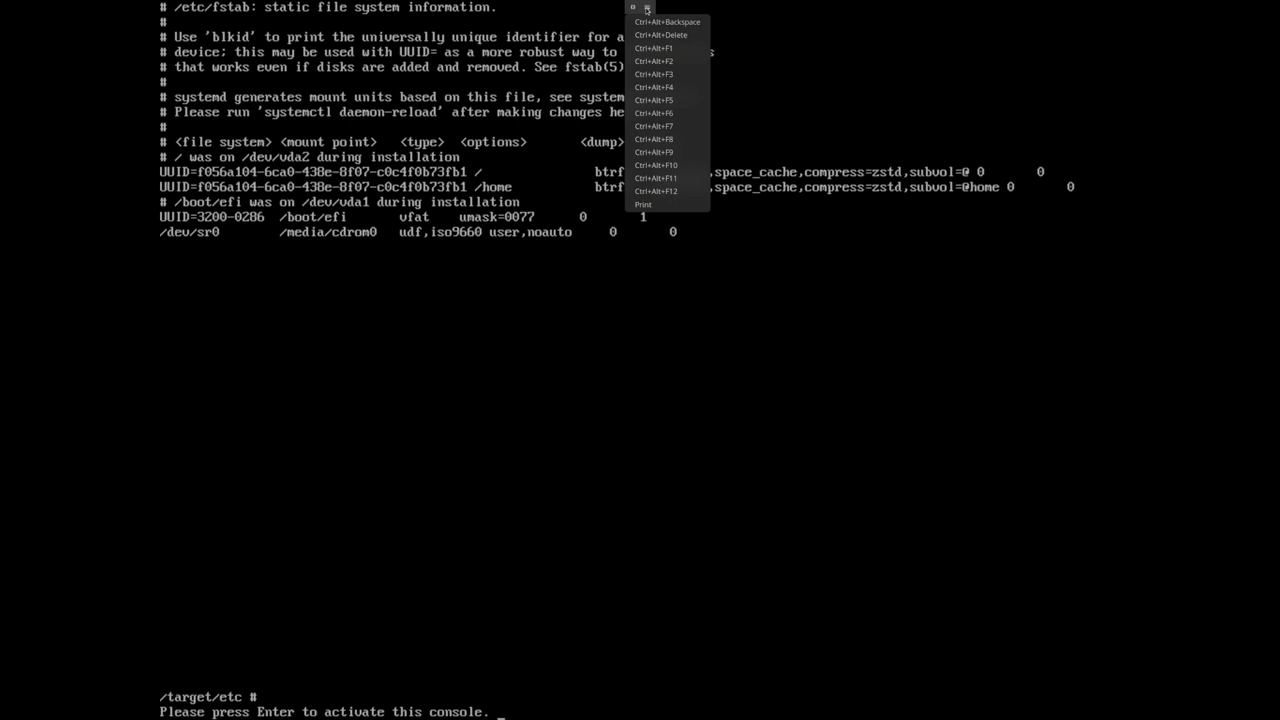 # /etc/fstab: static file system information.
#
# Use 'blkid' to print the universally unique identifier for a
# device; this may be used with UUID= as a more robust way to s
# that works even if disks are added and removed. See fstab(5)
#
# systemd generates mount units based on this file, see system
# Please run 'systemctl daemon-reload' after making changes he
#
# <file system> <mount point> <type> <options> <dump>
# / was on /dev/vda2 during installation
UUID=f056a104-6ca0-438e-8f07-c0c4f0b73fb1 / btrf ,space_cache,compress=zstd,subvol=@ 0 0
UUID=f056a104-6ca0-438e-8f07-c0c4f0b73fb1 /home btrf ,space_cache,compress=zstd,subvol=@home 0 0
# /boot/efi was on /dev/vda1 during installation
UUID=3200-0286 /boot/efi vfat umask=0077 0 1
/dev/sr0 /media/cdrom0 udf,iso9660 user,noauto 0 0
Ctrl+Alt+Backspace
Ctrl+Alt+Delete
Ctrl+Alt+F1
Ctrl+Alt+F2
Ctrl+Alt+F3
Ctrl+Alt+F4
Ctrl+Alt+F5
Ctrl+Alt+F6
Ctrl+Alt+F7
Ctrl+Alt+F8
Ctrl+Alt+F9
Ctrl+Alt+F10
Ctrl+Alt+F11
Ctrl+Alt+F12
Print
/target/etc #
Please press Enter to activate this console. _